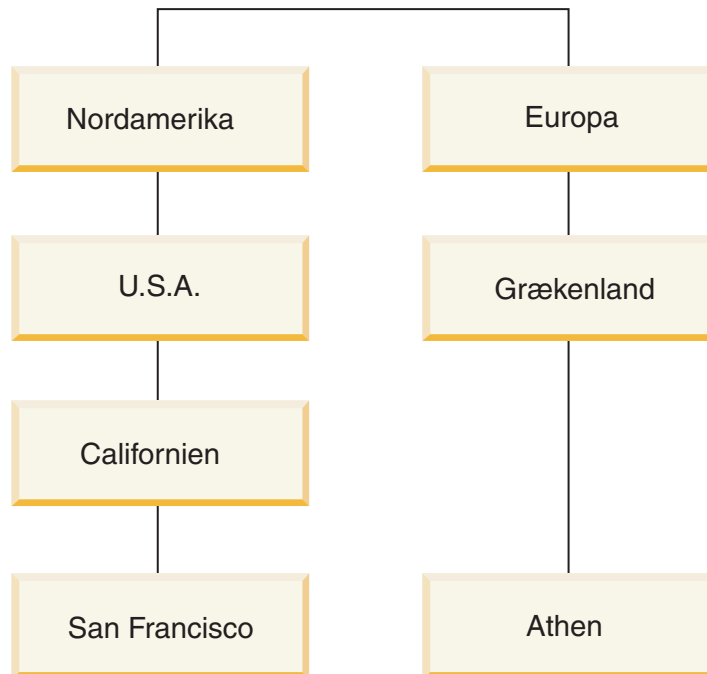 Nordamerika
Europa
U.S.A.
Grækenland
Californien
San Francisco
Athen